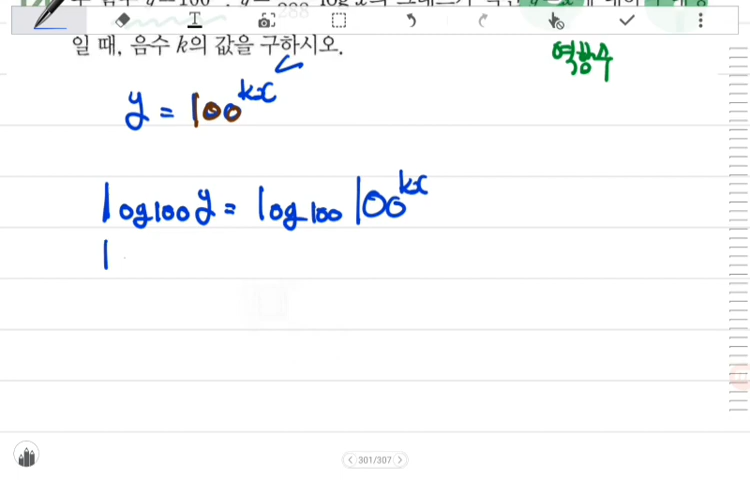 일 때, 음수 k의 값을 구하시오.
역함수
y = 100^kx
log100 y = log100 100^kx
l
301/307